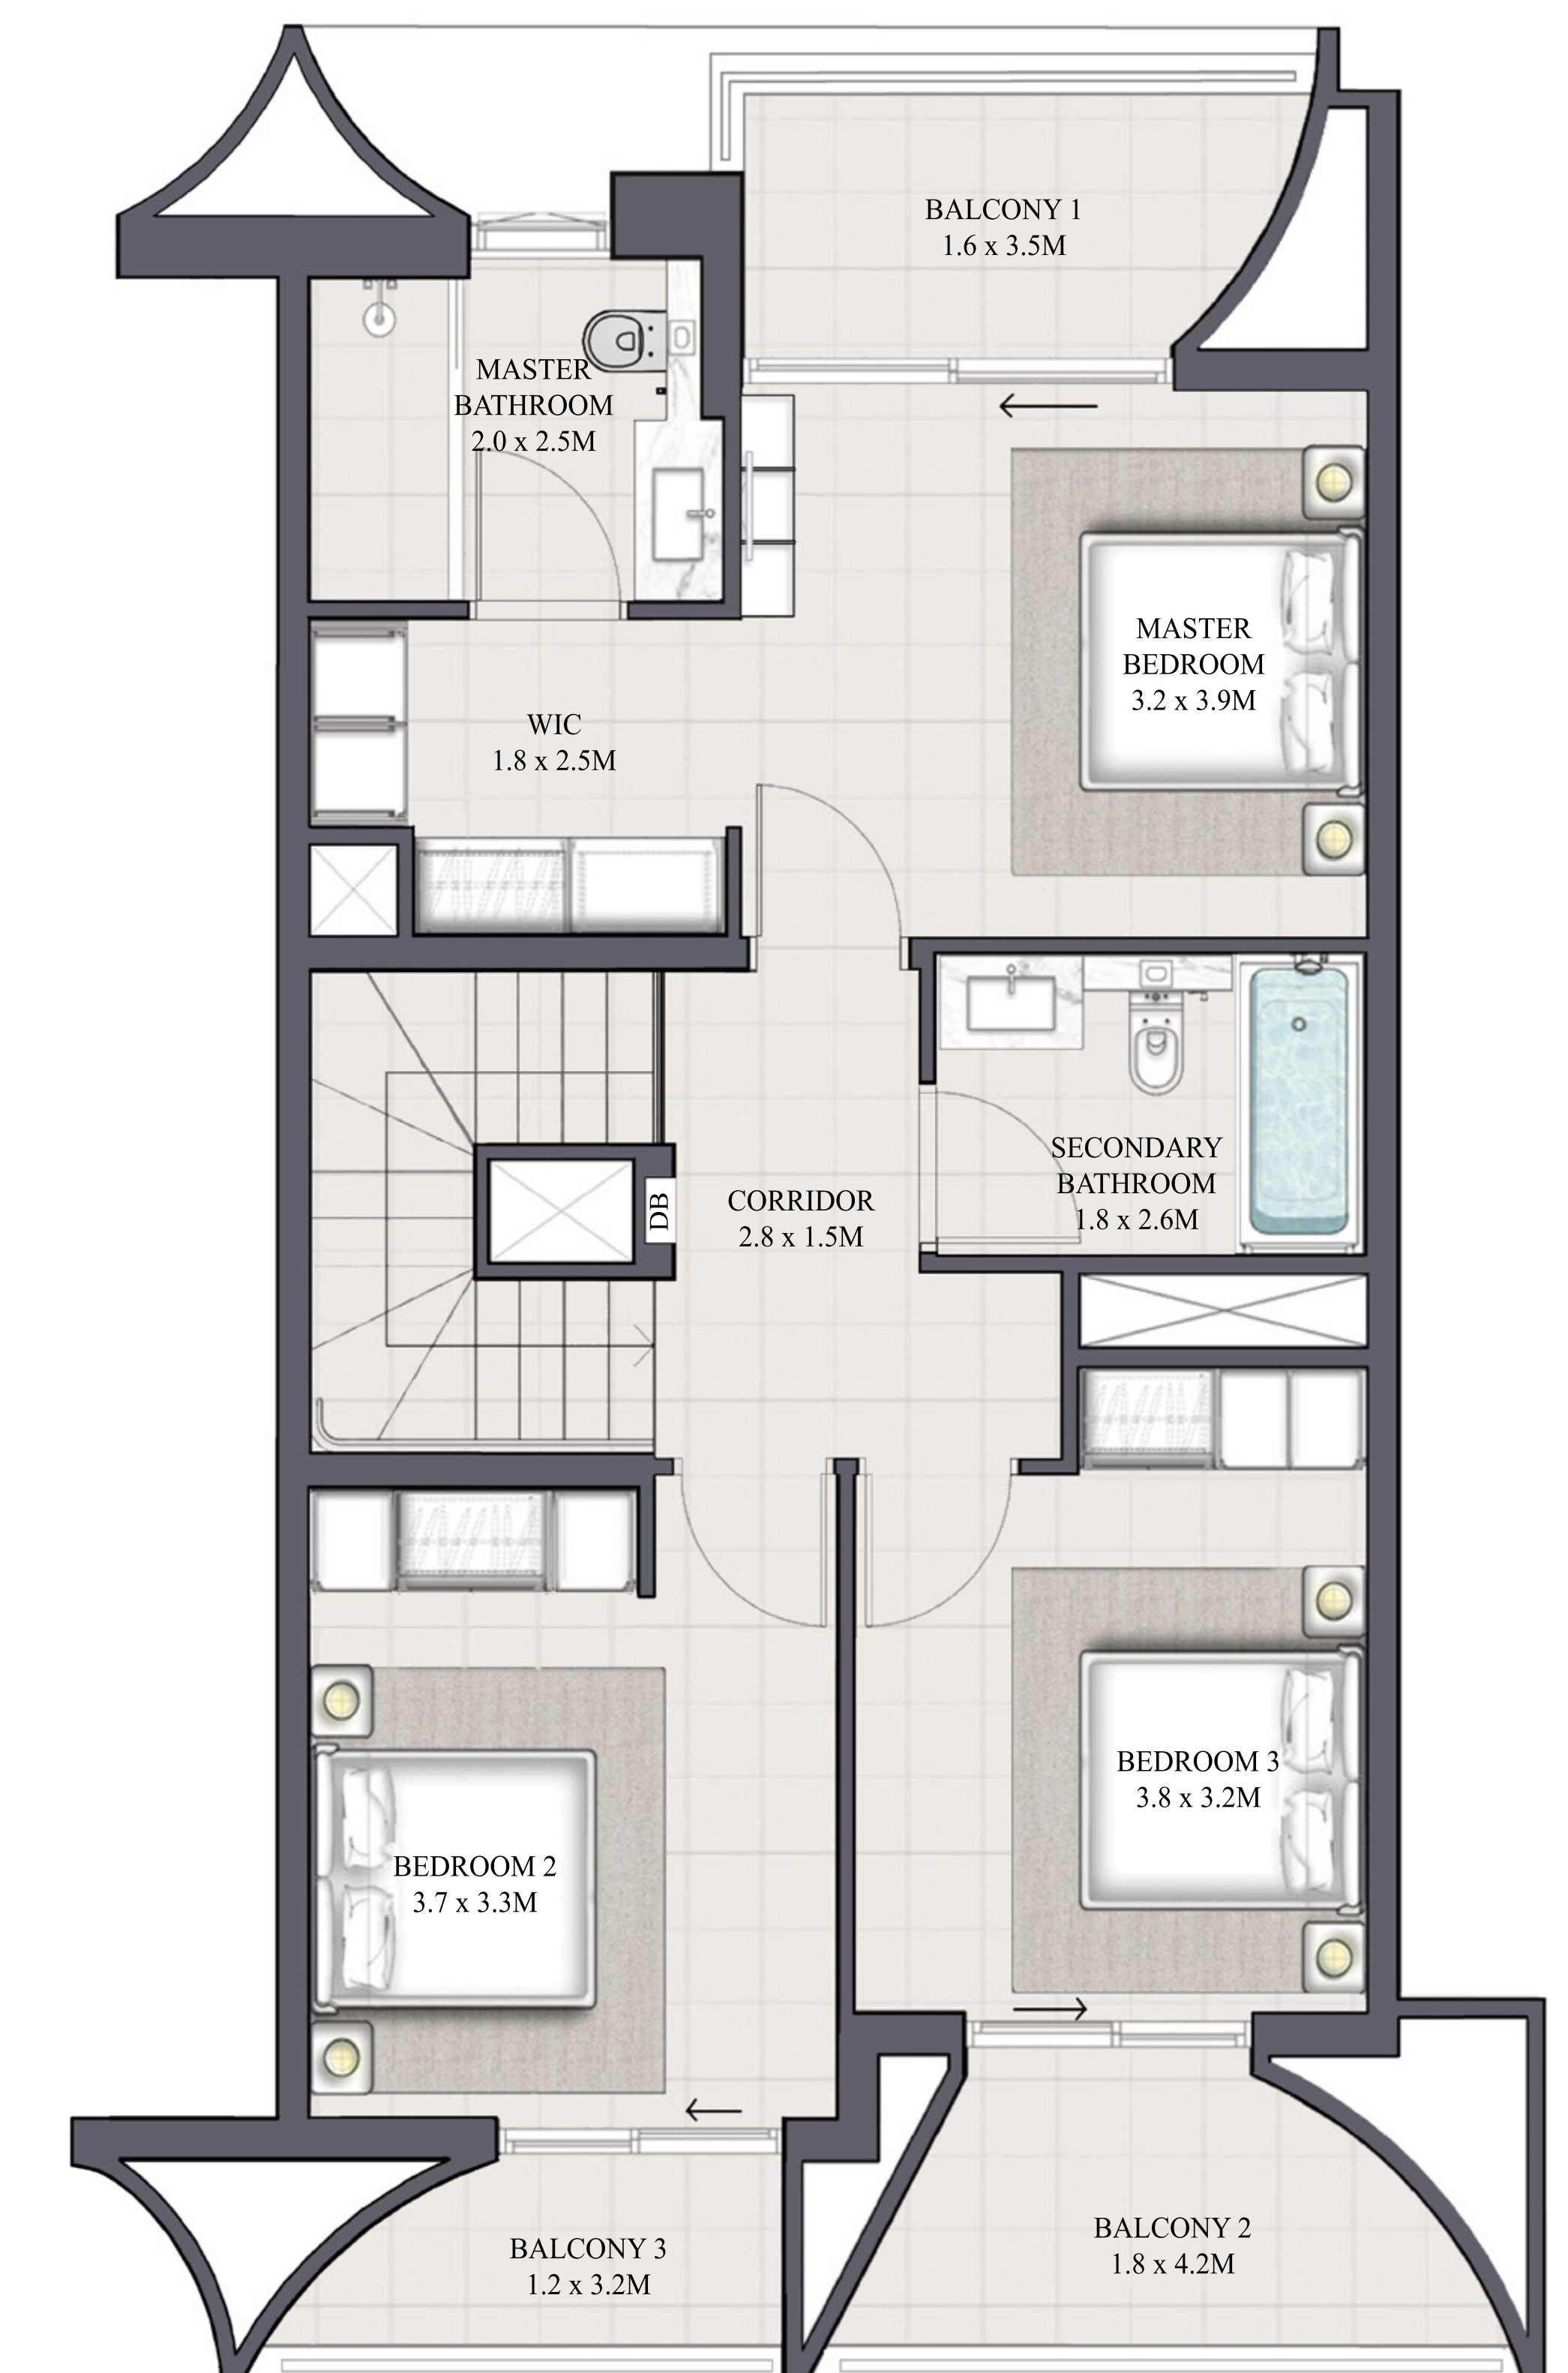 BALCONY 1
1.6 x 3.5M
MASTER
BATHROOM
2.0 x 2.5M
MASTER
BEDROOM
3.2 x 3.9M
WIC
1.8 x 2.5M
SECONDARY
BATHROOM
1.8 x 2.6M
DB
CORRIDOR
2.8 x 1.5M
BEDROOM 3
3.8 x 3.2M
BEDROOM 2
3.7 x 3.3M
BALCONY 2
1.8 x 4.2M
BALCONY 3
1.2 x 3.2M